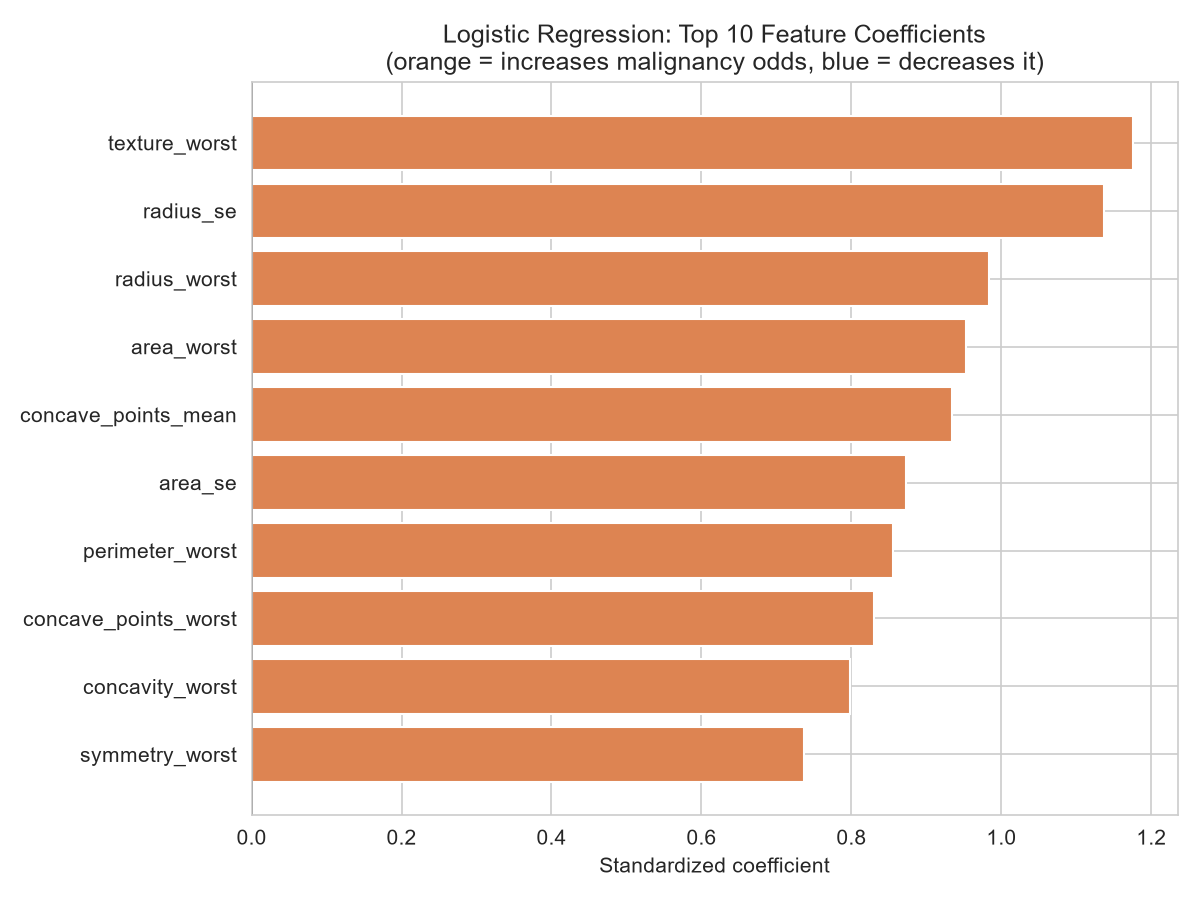 Logistic Regression: Top 10 Feature Coefficients
(orange = increases malignancy odds, blue = decreases it)
texture_worst
radius_se
radius_worst
area_worst
concave_points_mean
area_se
perimeter_worst
concave_points_worst
concavity_worst
symmetry_worst
0.0 0.2 0.4 0.6 0.8 1.0 1.2
Standardized coefficient